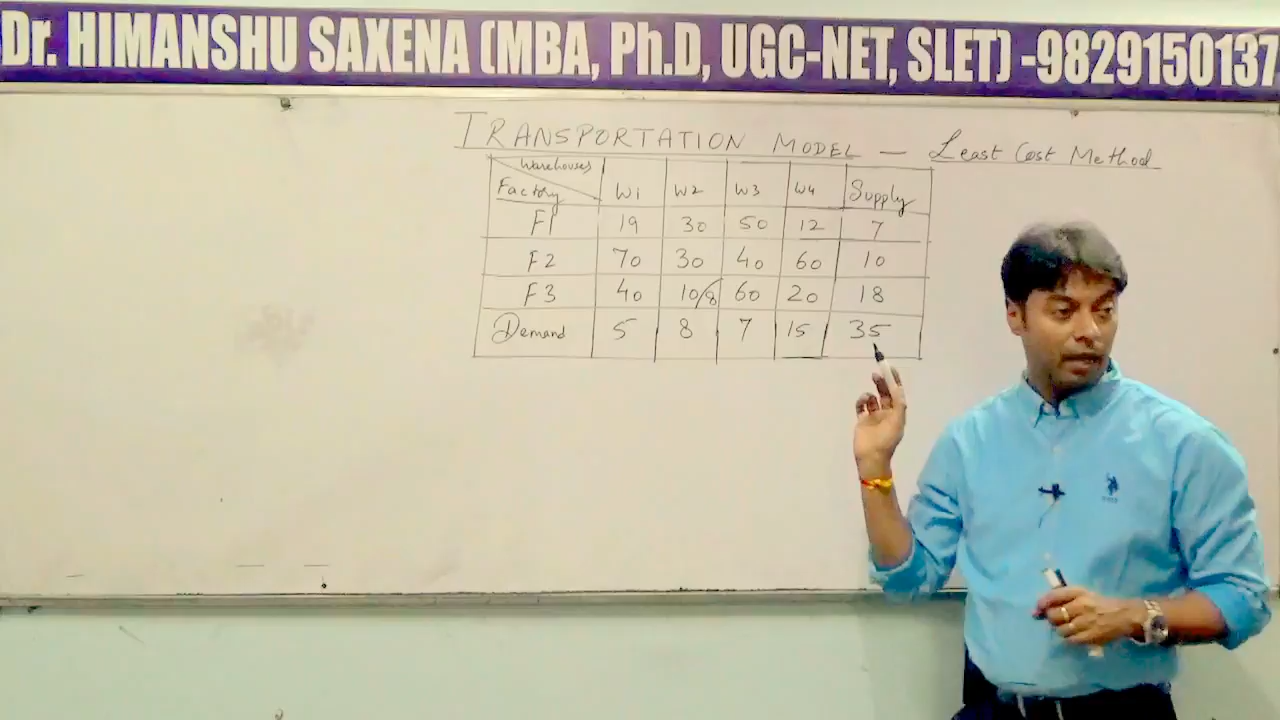 Dr. HIMANSHU SAXENA (MBA, Ph.D, UGC-NET, SLET) -9829150137
TRANSPORTATION MODEL — Least Cost Method
Warehouses
Factory W1 W2 W3 W4 Supply
F1 19 30 50 12 7
F2 70 30 40 60 10
F3 40 10/8 60 20 18
Demand 5 8 7 15 35